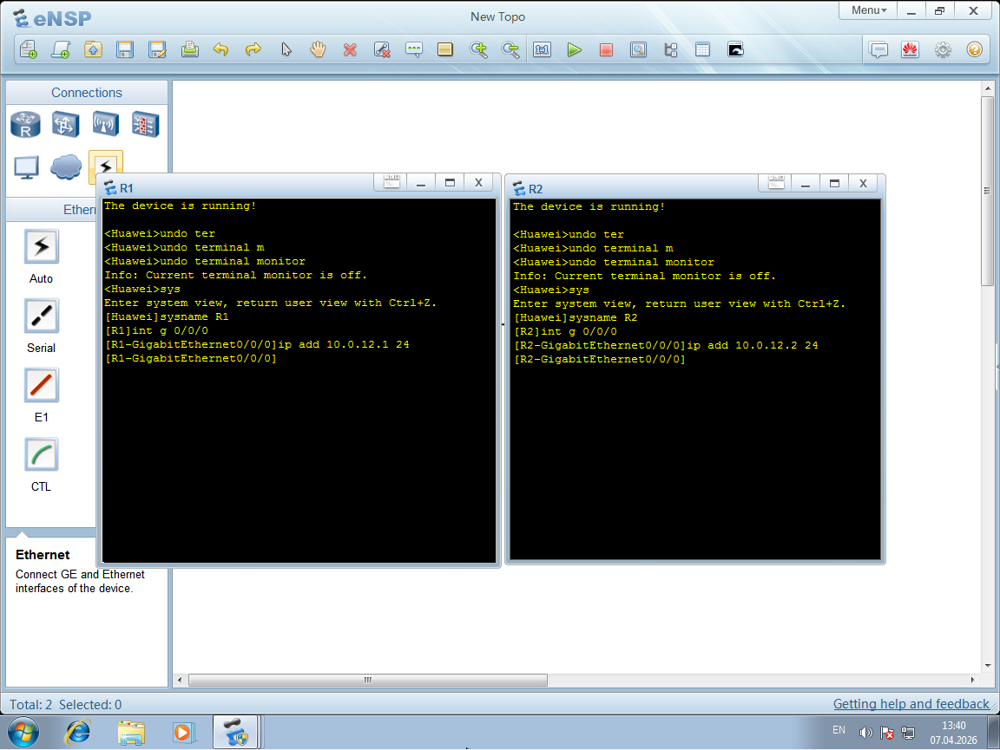 eNSP
New Topo
Menu
Connections
Ether
Auto
Serial
E1
CTL
Ethernet
Connect GE and Ethernet
interfaces of the device.
R1
The device is running!
<Huawei>undo ter
<Huawei>undo terminal m
<Huawei>undo terminal monitor
Info: Current terminal monitor is off.
<Huawei>sys
Enter system view, return user view with Ctrl+Z.
[Huawei]sysname R1
[R1]int g 0/0/0
[R1-GigabitEthernet0/0/0]ip add 10.0.12.1 24
[R1-GigabitEthernet0/0/0]
R2
The device is running!
<Huawei>undo ter
<Huawei>undo terminal m
<Huawei>undo terminal monitor
Info: Current terminal monitor is off.
<Huawei>sys
Enter system view, return user view with Ctrl+Z.
[Huawei]sysname R2
[R2]int g 0/0/0
[R2-GigabitEthernet0/0/0]ip add 10.0.12.2 24
[R2-GigabitEthernet0/0/0]
Total: 2 Selected: 0
Getting help and feedback
EN
13:40
07.04.2026